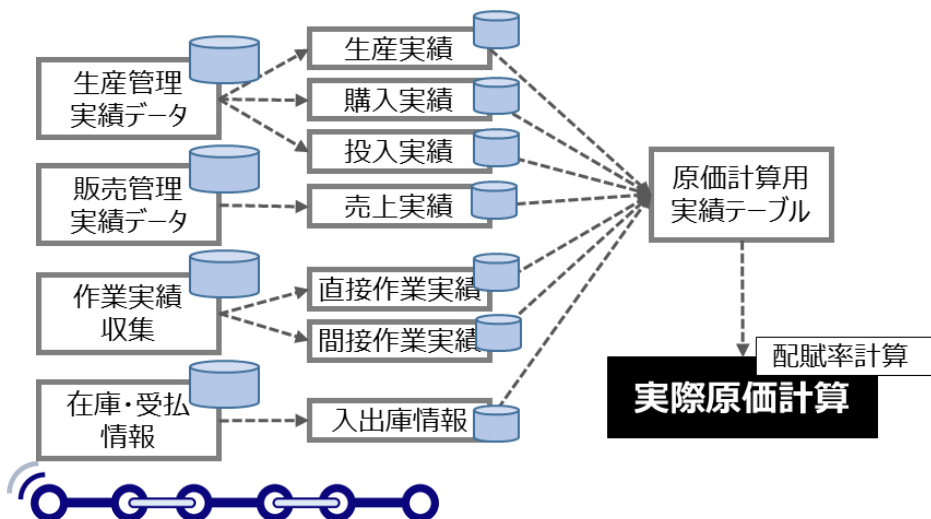 生産管理
実績データ
販売管理
実績データ
作業実績
収集
在庫・受払
情報
生産実績
購入実績
投入実績
売上実績
直接作業実績
間接作業実績
入出庫情報
原価計算用
実績テーブル
配賦率計算
実際原価計算